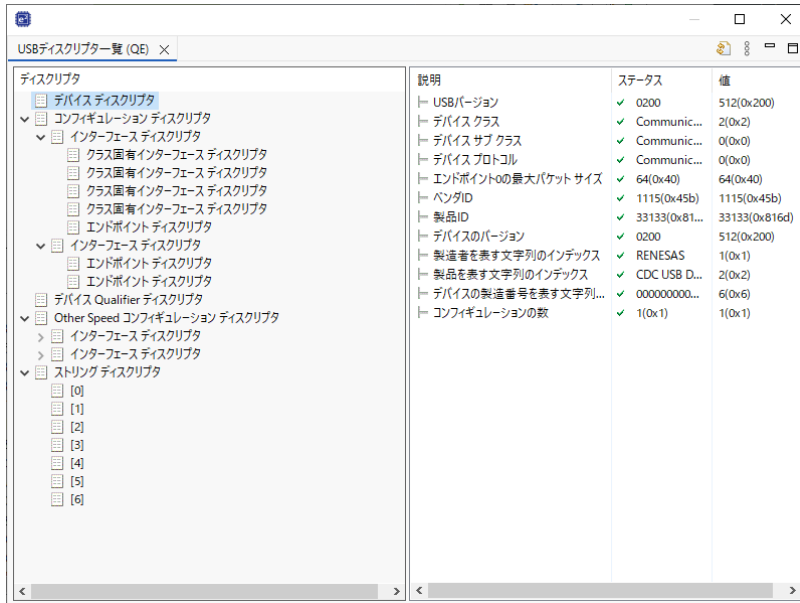 USBディスクリプター覧 (QE)
ディスクリプタ
デバイス ディスクリプタ
コンフィギュレーション ディスクリプタ
インターフェース ディスクリプタ
クラス固有インターフェース ディスクリプタ
クラス固有インターフェース ディスクリプタ
クラス固有インターフェース ディスクリプタ
クラス固有インターフェース ディスクリプタ
エンドポイント ディスクリプタ
インターフェース ディスクリプタ
エンドポイント ディスクリプタ
エンドポイント ディスクリプタ
デバイス Qualifier ディスクリプタ
Other Speed コンフィギュレーション ディスクリプタ
インターフェース ディスクリプタ
インターフェース ディスクリプタ
ストリング ディスクリプタ
[0]
[1]
[2]
[3]
[4]
[5]
[6]
説明 ステータス 値
USBバージョン 0200 512(0x200)
デバイス クラス Communic... 2(0x2)
デバイス サブ クラス Communic... 0(0x0)
デバイス プロトコル Communic... 0(0x0)
エンドポイント0の最大パケット サイズ 64(0x40) 64(0x40)
ベンダID 1115(0x45b) 1115(0x45b)
製品ID 33133(0x81... 33133(0x816d)
デバイスのバージョン 0200 512(0x200)
製造者を表す文字列のインデックス RENESAS 1(0x1)
製品を表す文字列のインデックス CDC USB D... 2(0x2)
デバイスの製造番号を表す文字列... 000000000... 6(0x6)
コンフィギュレーションの数 1(0x1) 1(0x1)